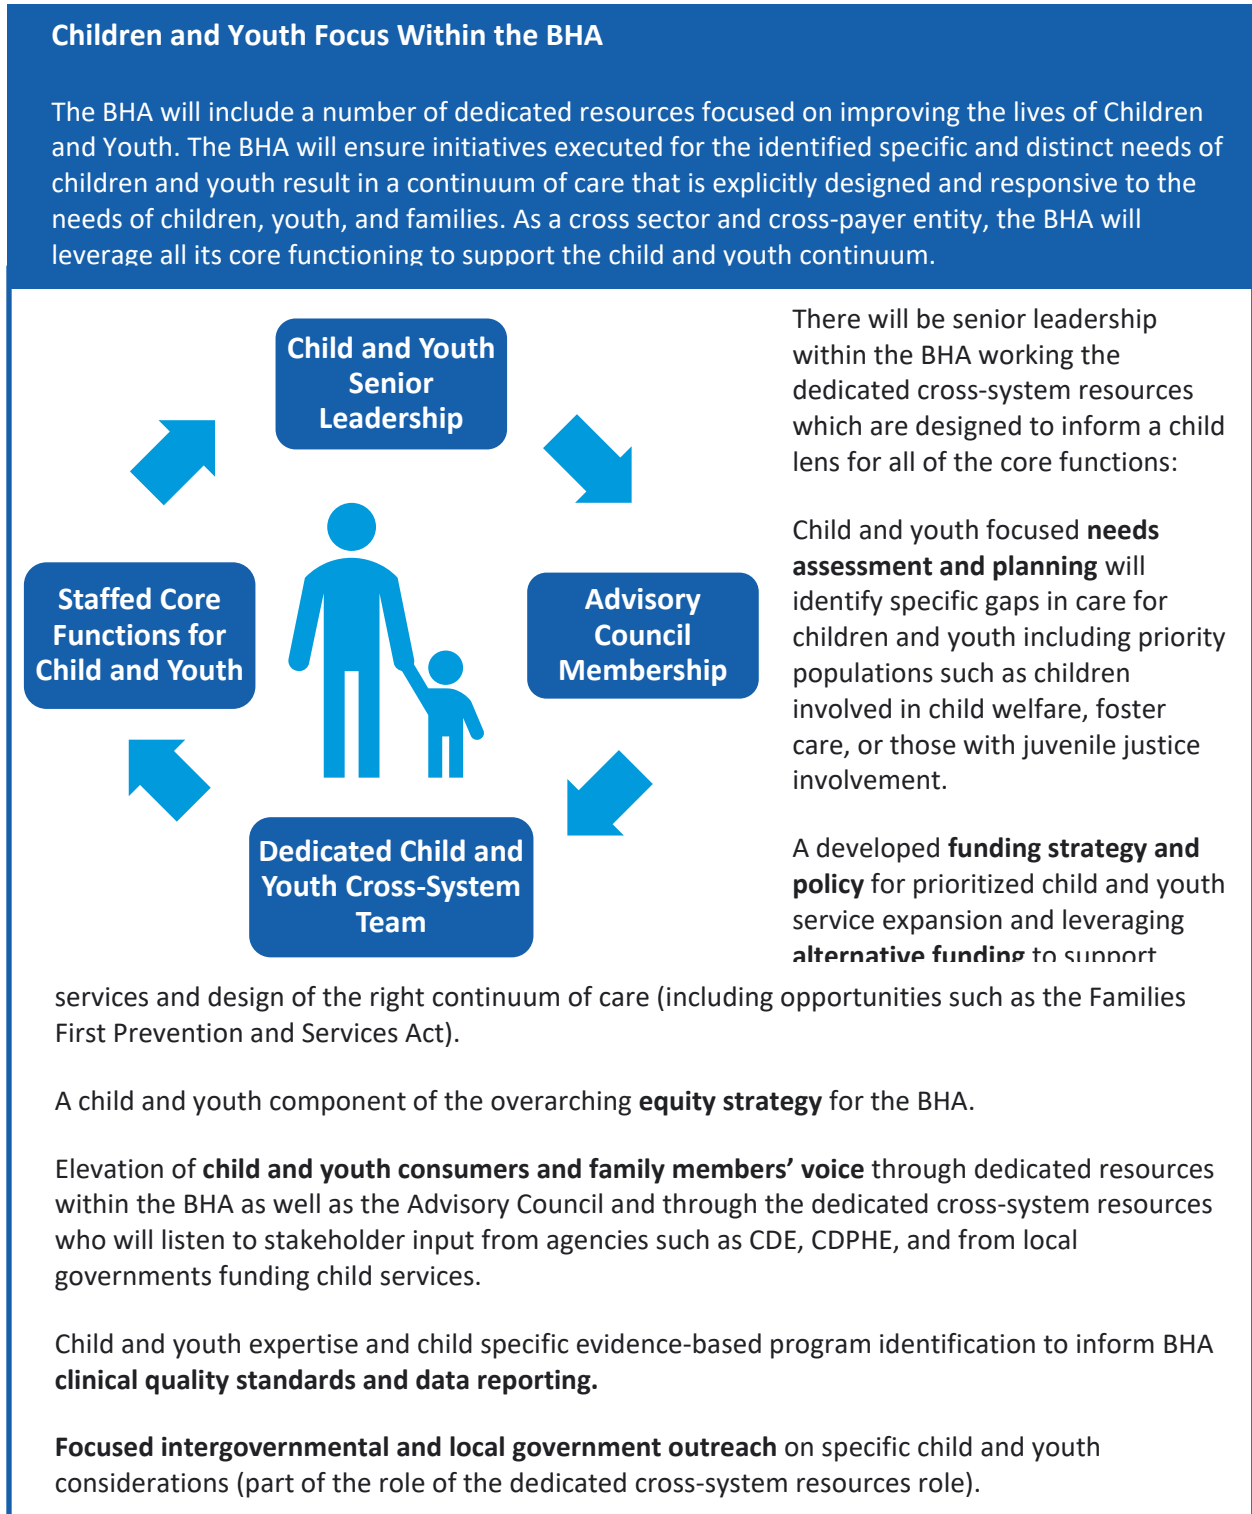 Children and Youth Focus Within the BHA
The BHA will include a number of dedicated resources focused on improving the lives of Children
and Youth. The BHA will ensure initiatives executed for the identified specific and distinct needs of
children and youth result in a continuum of care that is explicitly designed and responsive to the
needs of children, youth, and families. As a cross sector and cross-payer entity, the BHA will
leverage all its core functioning to support the child and youth continuum.
Child and Youth
Senior
Leadership
Advisory
Council
Membership
Dedicated Child and
Youth Cross-System
Team
Staffed Core
Functions for
Child and Youth
There will be senior leadership
within the BHA working the
dedicated cross-system resources
which are designed to inform a child
lens for all of the core functions:
Child and youth focused needs
assessment and planning will
identify specific gaps in care for
children and youth including priority
populations such as children
involved in child welfare, foster
care, or those with juvenile justice
involvement.
A developed funding strategy and
policy for prioritized child and youth
service expansion and leveraging
alternative funding to support
services and design of the right continuum of care (including opportunities such as the Families
First Prevention and Services Act).
A child and youth component of the overarching equity strategy for the BHA.
Elevation of child and youth consumers and family members’ voice through dedicated resources
within the BHA as well as the Advisory Council and through the dedicated cross-system resources
who will listen to stakeholder input from agencies such as CDE, CDPHE, and from local
governments funding child services.
Child and youth expertise and child specific evidence-based program identification to inform BHA
clinical quality standards and data reporting.
Focused intergovernmental and local government outreach on specific child and youth
considerations (part of the role of the dedicated cross-system resources role).